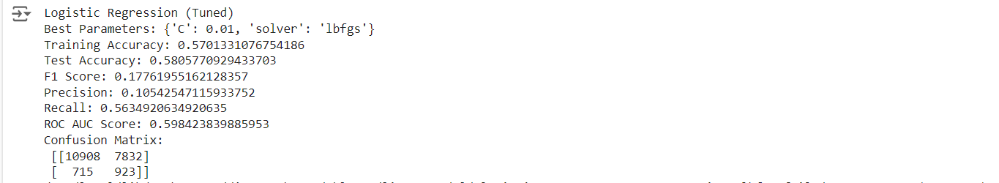 Logistic Regression (Tuned)
Best Parameters: {'C': 0.01, 'solver': 'lbfgs'}
Training Accuracy: 0.5701331076754186
Test Accuracy: 0.5805770929433703
F1 Score: 0.17761955162128357
Precision: 0.10542547115933752
Recall: 0.5634920634920635
ROC AUC Score: 0.598423839885953
Confusion Matrix:
[[10908 7832]
[ 715 923]]